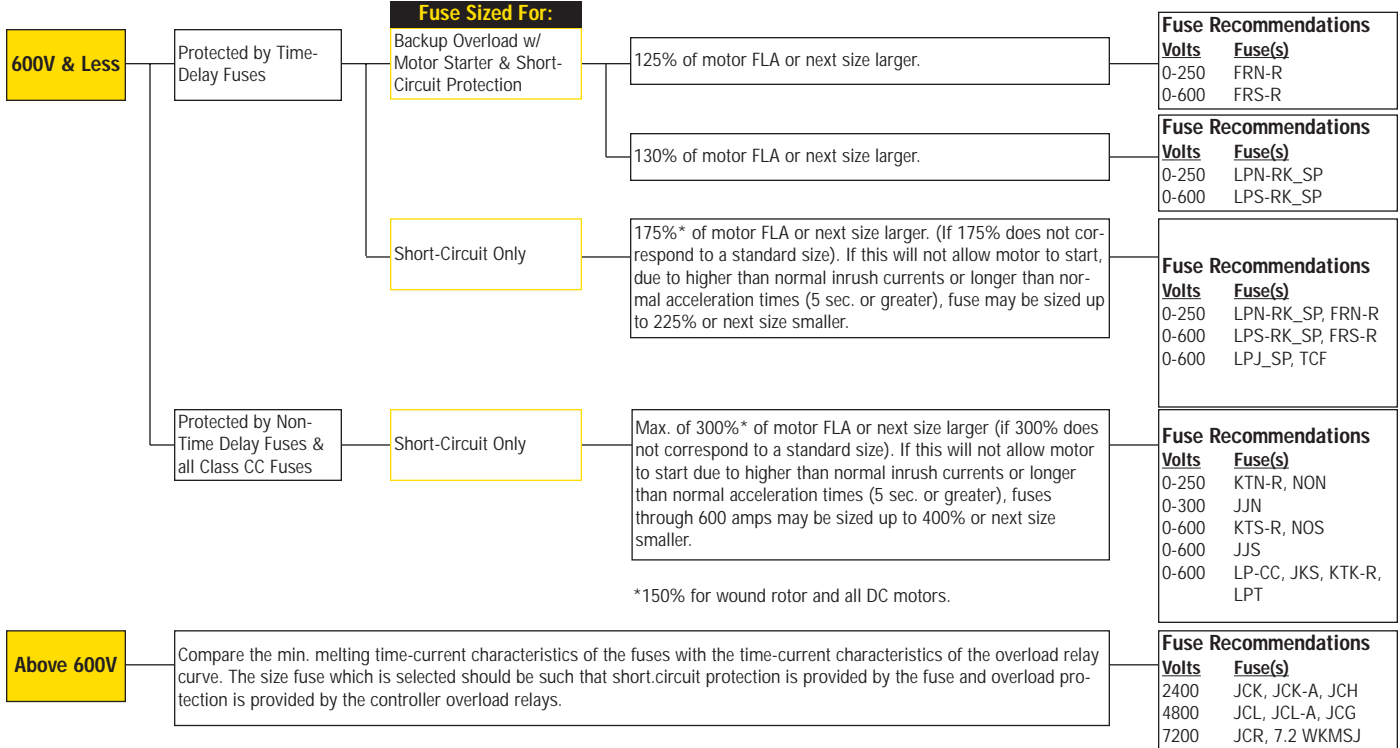 Fuse Sized For:
600V & Less
Protected by Time-
Delay Fuses
Backup Overload w/
Motor Starter & Short-
Circuit Protection
125% of motor FLA or next size larger.
Fuse Recommendations
Volts Fuse(s)
0-250 FRN-R
0-600 FRS-R
130% of motor FLA or next size larger.
Fuse Recommendations
Volts Fuse(s)
0-250 LPN-RK_SP
0-600 LPS-RK_SP
Short-Circuit Only
175%* of motor FLA or next size larger. (If 175% does not cor-
respond to a standard size). If this will not allow motor to start,
due to higher than normal inrush currents or longer than nor-
mal acceleration times (5 sec. or greater), fuse may be sized up
to 225% or next size smaller.
Fuse Recommendations
Volts Fuse(s)
0-250 LPN-RK_SP, FRN-R
0-600 LPS-RK_SP, FRS-R
0-600 LPJ_SP, TCF
Protected by Non-
Time Delay Fuses &
all Class CC Fuses
Short-Circuit Only
Max. of 300%* of motor FLA or next size larger (if 300% does
not correspond to a standard size). If this will not allow motor
to start due to higher than normal inrush currents or longer
than normal acceleration times (5 sec. or greater), fuses
through 600 amps may be sized up to 400% or next size
smaller.
Fuse Recommendations
Volts Fuse(s)
0-250 KTN-R, NON
0-300 JJN
0-600 KTS-R, NOS
0-600 JJS
0-600 LP-CC, JKS, KTK-R,
LPT
*150% for wound rotor and all DC motors.
Above 600V
Compare the min. melting time-current characteristics of the fuses with the time-current characteristics of the overload relay
curve. The size fuse which is selected should be such that short.circuit protection is provided by the fuse and overload pro-
tection is provided by the controller overload relays.
Fuse Recommendations
Volts Fuse(s)
2400 JCK, JCK-A, JCH
4800 JCL, JCL-A, JCG
7200 JCR, 7.2 WKMSJ